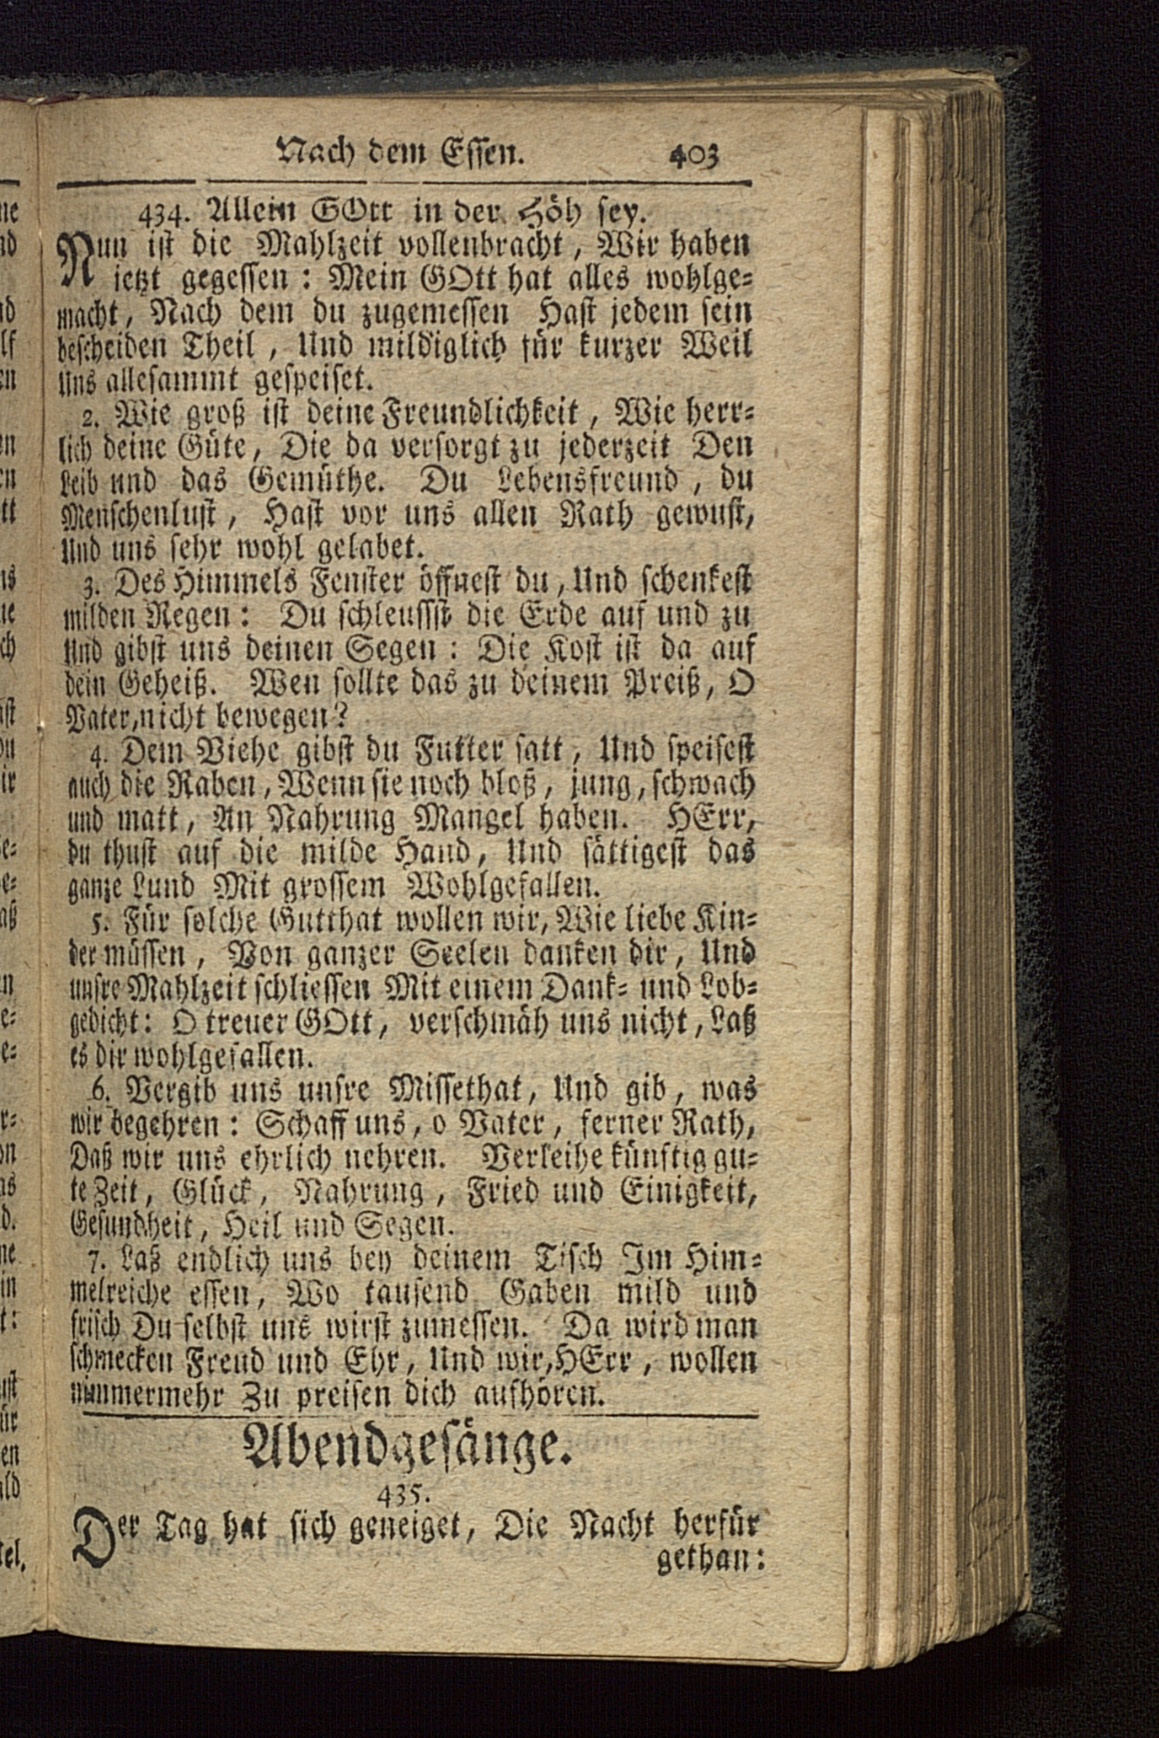 Nach dem Essen. 403
434. Allein GOtt in der Höh sey.
Nun ist die Mahlzeit vollenbracht, Wir haben
jetzt gegessen: Mein GOtt hat alles wohlge-
macht, Nach dem du zugemessen Hast jedem sein
bescheiden Theil, Und mildiglich für kurzer Weil
Uns allesammt gespeiset.
2. Wie groß ist deine Freundlichkeit, Wie herr-
lich deine Güte, Die da versorgt zu jederzeit Den
Leib und das Gemüthe. Du Lebensfreund, du
Menschenlust, Hast vor uns allen Rath gewust,
Und uns sehr wohl gelabet.
3. Des Himmels Fenster öffnest du, Und schenkest
milden Regen: Du schleussst die Erde auf und zu
Und gibst uns deinen Segen: Die Kost ist da auf
dein Geheiß. Wen sollte das zu deinem Preiß, O
Vater, nicht bewegen?
4. Dem Viehe gibst du Futter satt, Und speisest
auch die Raben, Wenn sie noch bloß, jung, schwach
und matt, An Nahrung Mangel haben. HErr,
du thust auf die milde Hand, Und sättigest das
ganze Lund Mit grossem Wohlgefallen.
5. Für solche Gutthat wollen wir, Wie liebe Kin-
der müssen, Von ganzer Seelen danken dir, Und
unsre Mahlzeit schliessen Mit einem Dank- und Lob-
gedicht: O treuer GOtt, verschmäh uns nicht, Laß
es dir wohlgefallen.
6. Vergib uns unsre Missethat, Und gib, was
wir begehren: Schaff uns, o Vater, ferner Rath,
Daß wir uns ehrlich nehren. Verleihe künftig gu-
te Zeit, Glück, Nahrung, Fried und Einigkeit,
Gesundheit, Heil und Segen.
7. Laß endlich uns bey deinem Tisch Im Him-
melreiche essen, Wo tausend Gaben mild und
frisch Du selbst uns wirst zumessen. Da wird man
schmecken Freud und Ehr, Und wir, HErr, wollen
nimmermehr Zu preisen dich aufhören.
Abendgesänge.
435.
Der Tag hat sich geneiget, Die Nacht herfür
gethan: